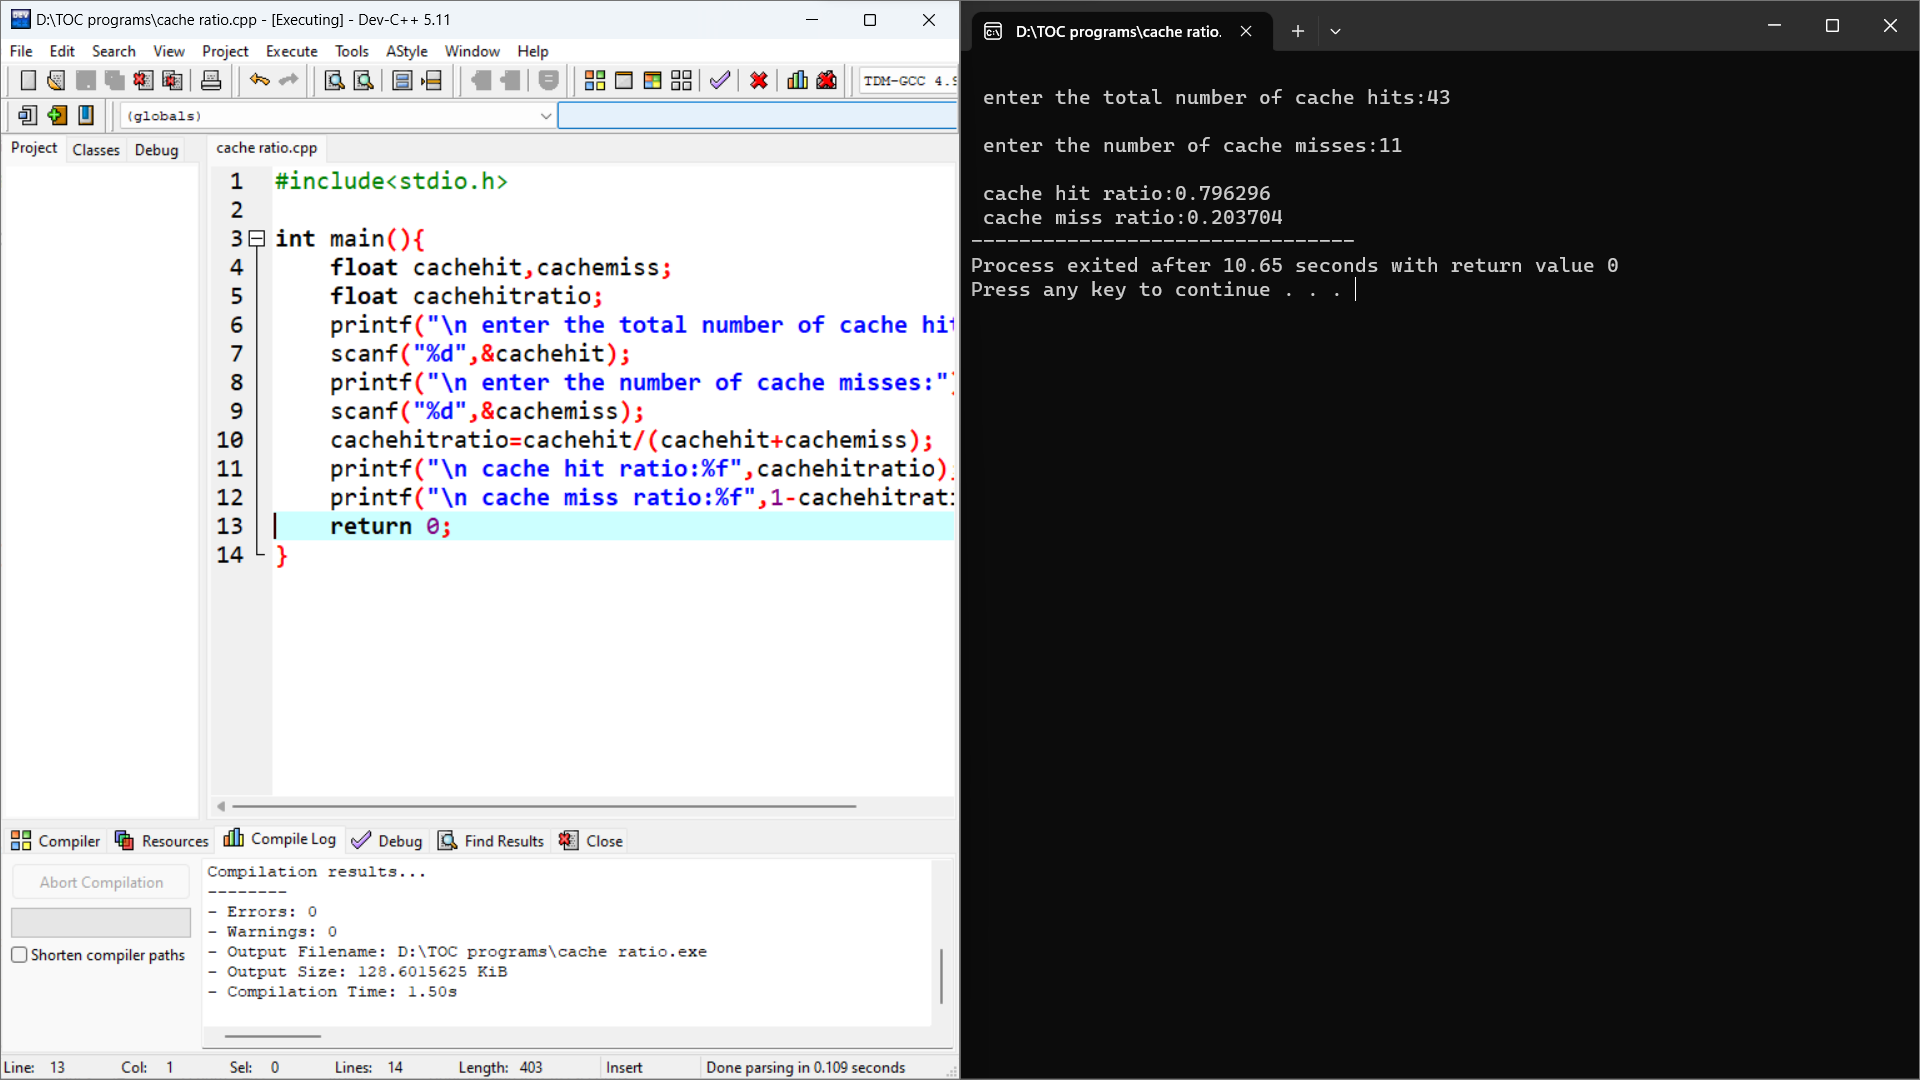 D:\TOC programs\cache ratio.cpp - [Executing] - Dev-C++ 5.11
File Edit Search View Project Execute Tools AStyle Window Help
TDM-GCC 4.9
(globals)
Project Classes Debug
cache ratio.cpp
1 #include<stdio.h>
2
3 int main(){
4 float cachehit,cachemiss;
5 float cachehitratio;
6 printf("\n enter the total number of cache hit
7 scanf("%d",&cachehit);
8 printf("\n enter the number of cache misses:")
9 scanf("%d",&cachemiss);
10 cachehitratio=cachehit/(cachehit+cachemiss);
11 printf("\n cache hit ratio:%f",cachehitratio);
12 printf("\n cache miss ratio:%f",1-cachehitrati
13 return 0;
14 }
Compiler Resources Compile Log Debug Find Results Close
Abort Compilation
Shorten compiler paths
Compilation results...
--------
- Errors: 0
- Warnings: 0
- Output Filename: D:\TOC programs\cache ratio.exe
- Output Size: 128.6015625 KiB
- Compilation Time: 1.50s
Line: 13 Col: 1 Sel: 0 Lines: 14 Length: 403 Insert Done parsing in 0.109 seconds
D:\TOC programs\cache ratio.
enter the total number of cache hits:43
enter the number of cache misses:11
cache hit ratio:0.796296
cache miss ratio:0.203704
--------------------------------
Process exited after 10.65 seconds with return value 0
Press any key to continue . . .